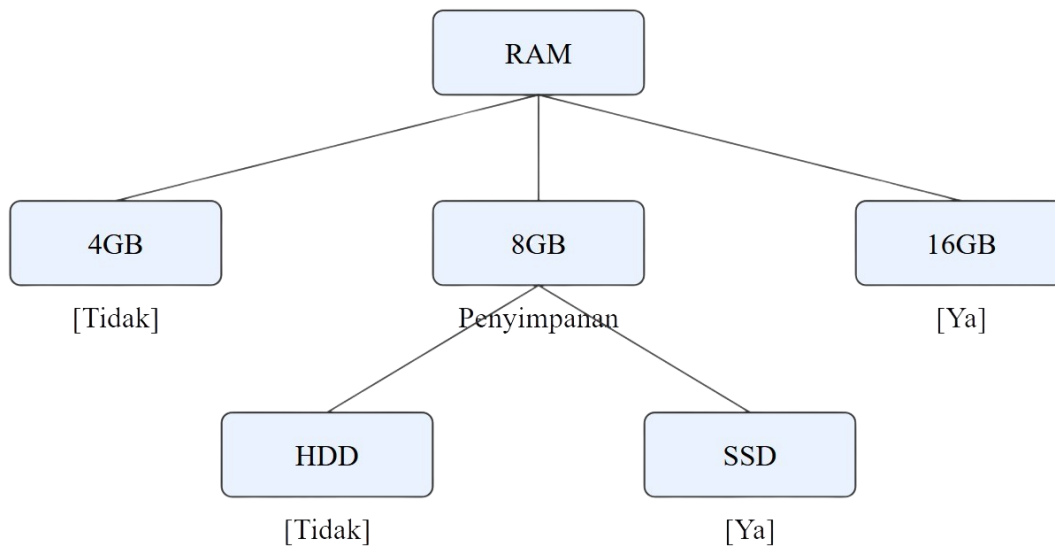 RAM
4GB
8GB
16GB
[Tidak]
Penyimpanan
[Ya]
HDD
SSD
[Tidak]
[Ya]